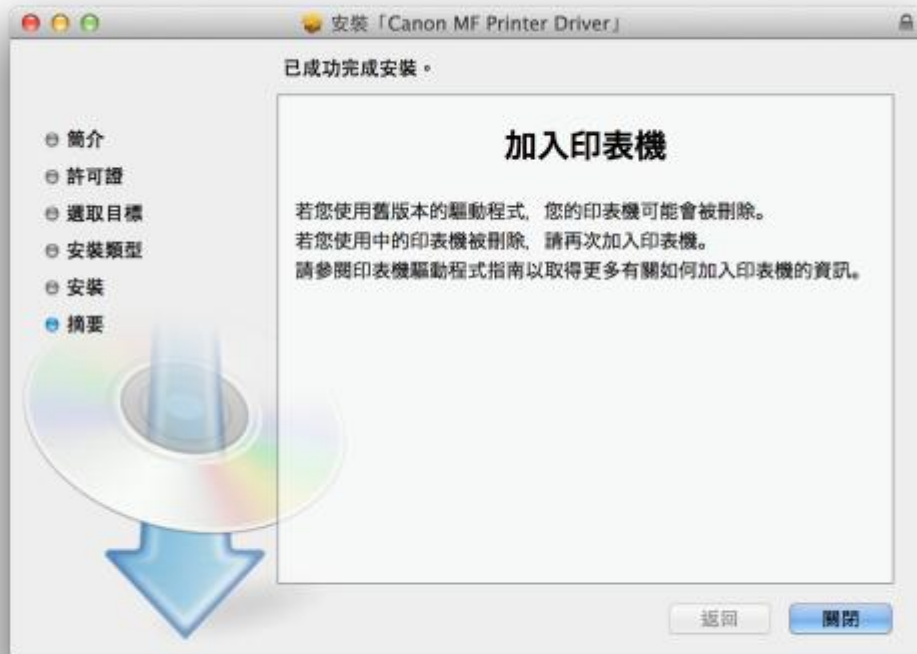 安裝「Canon MF Printer Driver」
已成功完成安裝。
簡介
許可證
選取目標
安裝類型
安裝
摘要
加入印表機
若您使用舊版本的驅動程式，您的印表機可能會被刪除。
若您使用中的印表機被刪除，請再次加入印表機。
請參閱印表機驅動程式指南以取得更多有關如何加入印表機的資訊。
返回
關閉